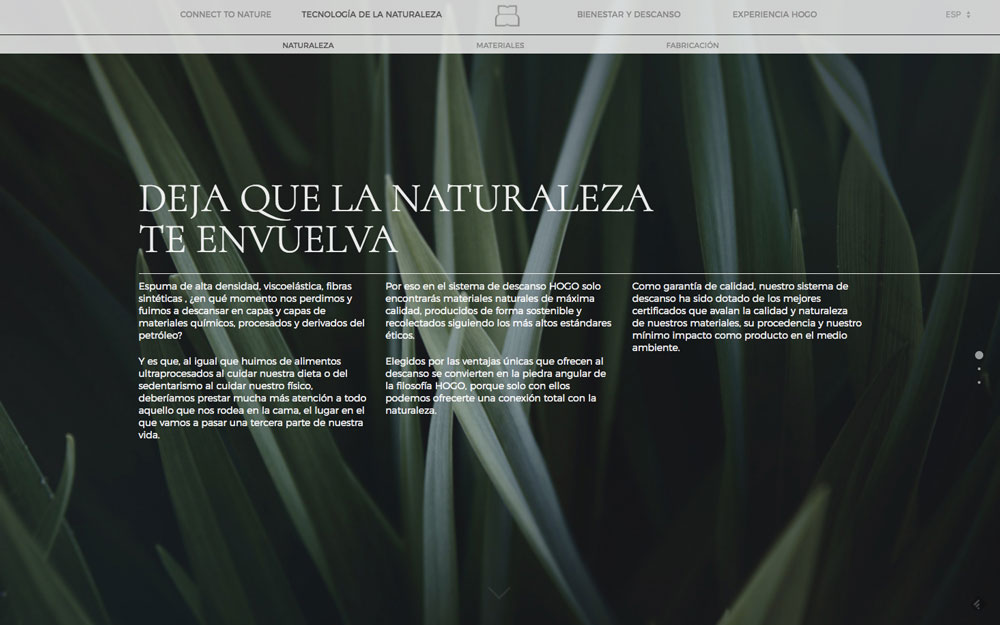 CONNECT TO NATURE TECNOLOGÍA DE LA NATURALEZA BIENESTAR Y DESCANSO EXPERIENCIA HOGO ESP
NATURALEZA MATERIALES FABRICACIÓN
DEJA QUE LA NATURALEZA
TE ENVUELVA
Espuma de alta densidad, viscoelástica, fibras
sintéticas , ¿en qué momento nos perdimos y
fuimos a descansar en capas y capas de
materiales químicos, procesados y derivados del
petróleo?
Y es que, al igual que huimos de alimentos
ultraprocesados al cuidar nuestra dieta o del
sedentarismo al cuidar nuestro físico,
deberíamos prestar mucha más atención a todo
aquello que nos rodea en la cama, el lugar en el
que vamos a pasar una tercera parte de nuestra
vida.
Por eso en el sistema de descanso HOGO solo
encontrarás materiales naturales de máxima
calidad, producidos de forma sostenible y
recolectados siguiendo los más altos estándares
éticos.
Elegidos por las ventajas únicas que ofrecen al
descanso se convierten en la piedra angular de
la filosofía HOGO, porque solo con ellos
podemos ofrecerte una conexión total con la
naturaleza.
Como garantía de calidad, nuestro sistema de
descanso ha sido dotado de los mejores
certificados que avalan la calidad y naturaleza
de nuestros materiales, su procedencia y nuestro
mínimo impacto como producto en el medio
ambiente.